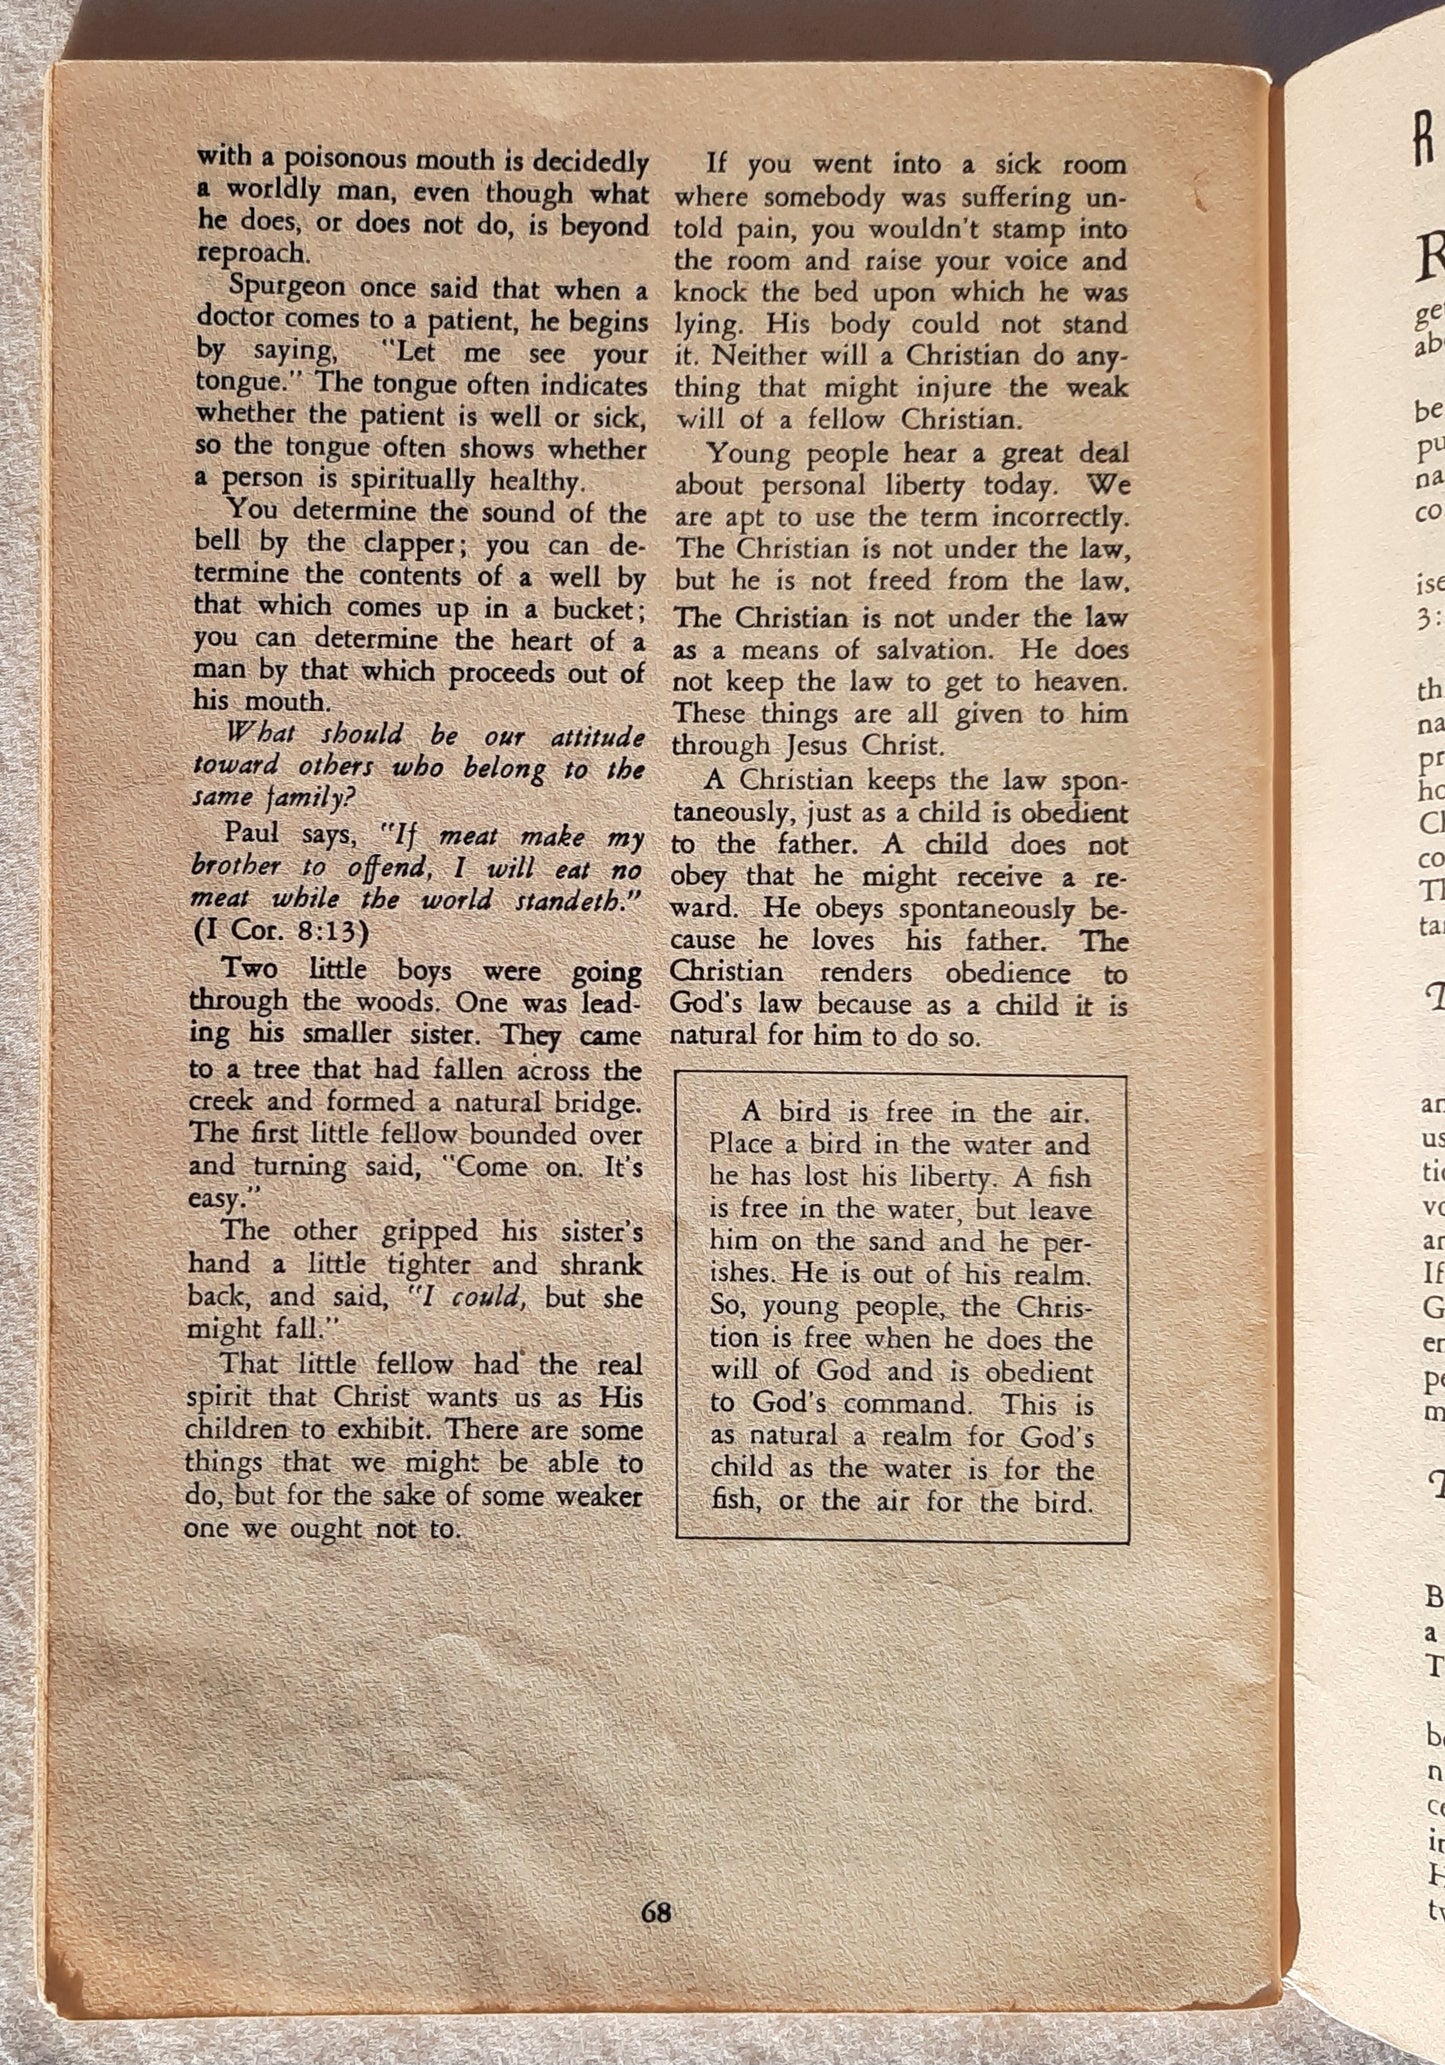 with a poisonous mouth is decidedly
a worldly man, even though what
he does, or does not do, is beyond
reproach.
Spurgeon once said that when a
doctor comes to a patient, he begins
by saying, "Let me see your
tongue." The tongue often indicates
whether the patient is well or sick,
so the tongue often shows whether
a person is spiritually healthy.
You determine the sound of the
bell by the clapper; you can de-
termine the contents of a well by
that which comes up in a bucket;
you can determine the heart of a
man by that which proceeds out of
his mouth.
What should be our attitude
toward others who belong to the
same family?
Paul says, "If meat make my
brother to offend, I will eat no
meat while the world standeth."
(I Cor. 8:13)
Two little boys were going
through the woods. One was lead-
ing his smaller sister. They came
to a tree that had fallen across the
creek and formed a natural bridge.
The first little fellow bounded over
and turning said, "Come on. It's
easy."
The other gripped his sister's
hand a little tighter and shrank
back, and said, "I could, but she
might fall."
That little fellow had the real
spirit that Christ wants us as His
children to exhibit. There are some
things that we might be able to
do, but for the sake of some weaker
one we ought not to.
If you went into a sick room
where somebody was suffering un-
told pain, you wouldn't stamp into
the room and raise your voice and
knock the bed upon which he was
lying. His body could not stand
it. Neither will a Christian do any-
thing that might injure the weak
will of a fellow Christian.
Young people hear a great deal
about personal liberty today. We
are apt to use the term incorrectly.
The Christian is not under the law,
but he is not freed from the law.
The Christian is not under the law
as a means of salvation. He does
not keep the law to get to heaven.
These things are all given to him
through Jesus Christ.
A Christian keeps the law spon-
taneously, just as a child is obedient
to the father. A child does not
obey that he might receive a re-
ward. He obeys spontaneously be-
cause he loves his father. The
Christian renders obedience to
God's law because as a child it is
natural for him to do so.
A bird is free in the air.
Place a bird in the water and
he has lost his liberty. A fish
is free in the water, but leave
him on the sand and he per-
ishes. He is out of his realm.
So, young people, the Chris-
tion is free when he does the
will of God and is obedient
to God's command. This is
as natural a realm for God's
child as the water is for the
fish, or the air for the bird.
68